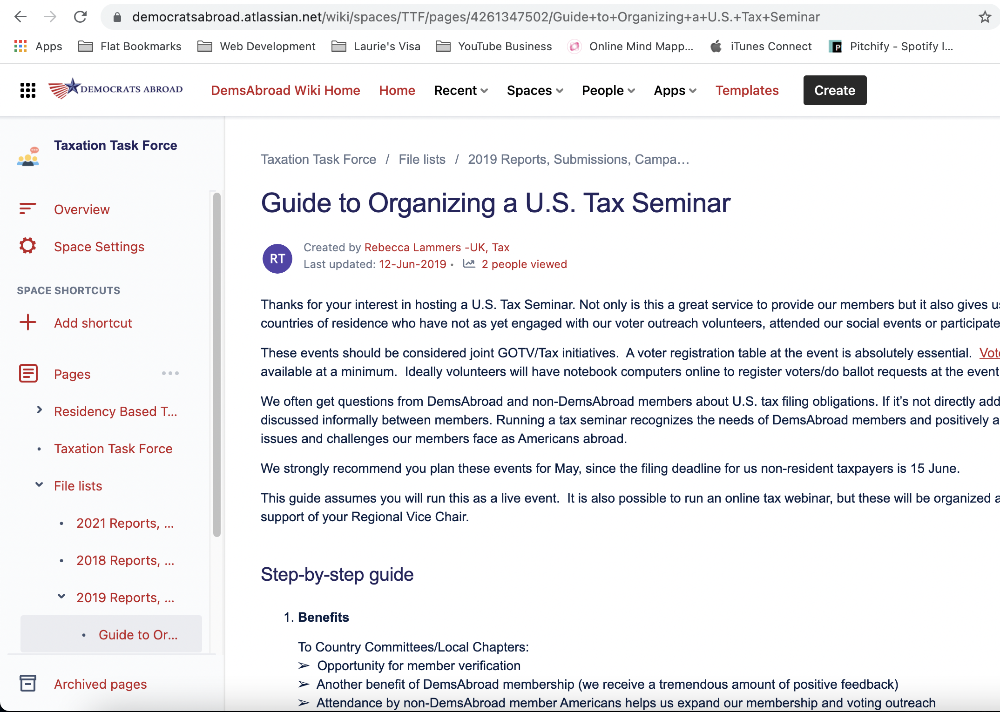 democratsabroad.atlassian.net/wiki/spaces/TTF/pages/4261347502/Guide+to+Organizing+a+U.S.+Tax+Seminar
Apps Flat Bookmarks Web Development Laurie's Visa YouTube Business Online Mind Mapp... iTunes Connect Pitchify - Spotify I...
DEMOCRATS ABROAD DemsAbroad Wiki Home Home Recent Spaces People Apps Templates Create
Taxation Task Force
Overview
Space Settings
SPACE SHORTCUTS
Add shortcut
Pages
Residency Based T...
Taxation Task Force
File lists
2021 Reports, ...
2018 Reports, ...
2019 Reports, ...
Guide to Or...
Archived pages
Taxation Task Force / File lists / 2019 Reports, Submissions, Campa...
Guide to Organizing a U.S. Tax Seminar
RT
Created by Rebecca Lammers -UK, Tax
Last updated: 12-Jun-2019 • 2 people viewed
Thanks for your interest in hosting a U.S. Tax Seminar. Not only is this a great service to provide our members but it also gives us
countries of residence who have not as yet engaged with our voter outreach volunteers, attended our social events or participate
These events should be considered joint GOTV/Tax initiatives. A voter registration table at the event is absolutely essential. Vote
available at a minimum. Ideally volunteers will have notebook computers online to register voters/do ballot requests at the event
We often get questions from DemsAbroad and non-DemsAbroad members about U.S. tax filing obligations. If it's not directly add
discussed informally between members. Running a tax seminar recognizes the needs of DemsAbroad members and positively a
issues and challenges our members face as Americans abroad.
We strongly recommend you plan these events for May, since the filing deadline for us non-resident taxpayers is 15 June.
This guide assumes you will run this as a live event. It is also possible to run an online tax webinar, but these will be organized a
support of your Regional Vice Chair.
Step-by-step guide
1. Benefits
To Country Committees/Local Chapters:
➢ Opportunity for member verification
➢ Another benefit of DemsAbroad membership (we receive a tremendous amount of positive feedback)
➢ Attendance by non-DemsAbroad member Americans helps us expand our membership and voting outreach